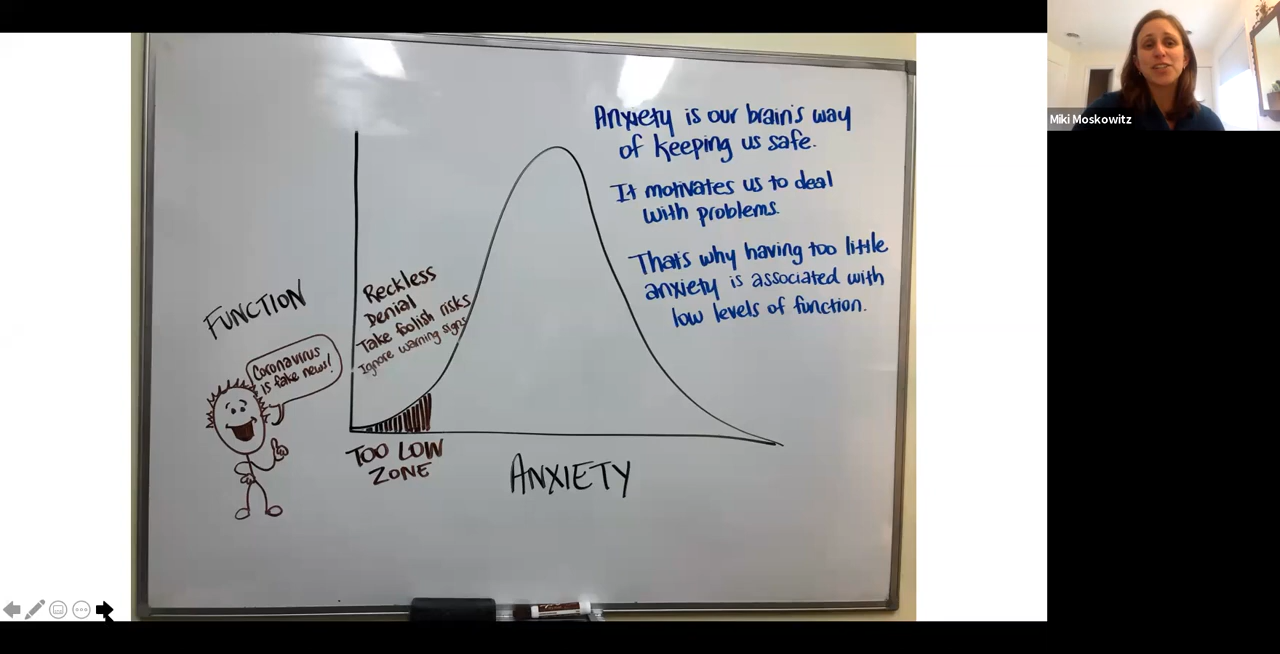 Anxiety is our brain's way
of keeping us safe.
It motivates us to deal
with problems.
Thats why having too little
anxiety is associated with
low levels of function.
FUNCTION
Reckless
Denial
Take foolish risks
Ignore warning signs
Coronavirus
is fake news!
TOO LOW
ZONE
ANXIETY
Miki Moskowitz